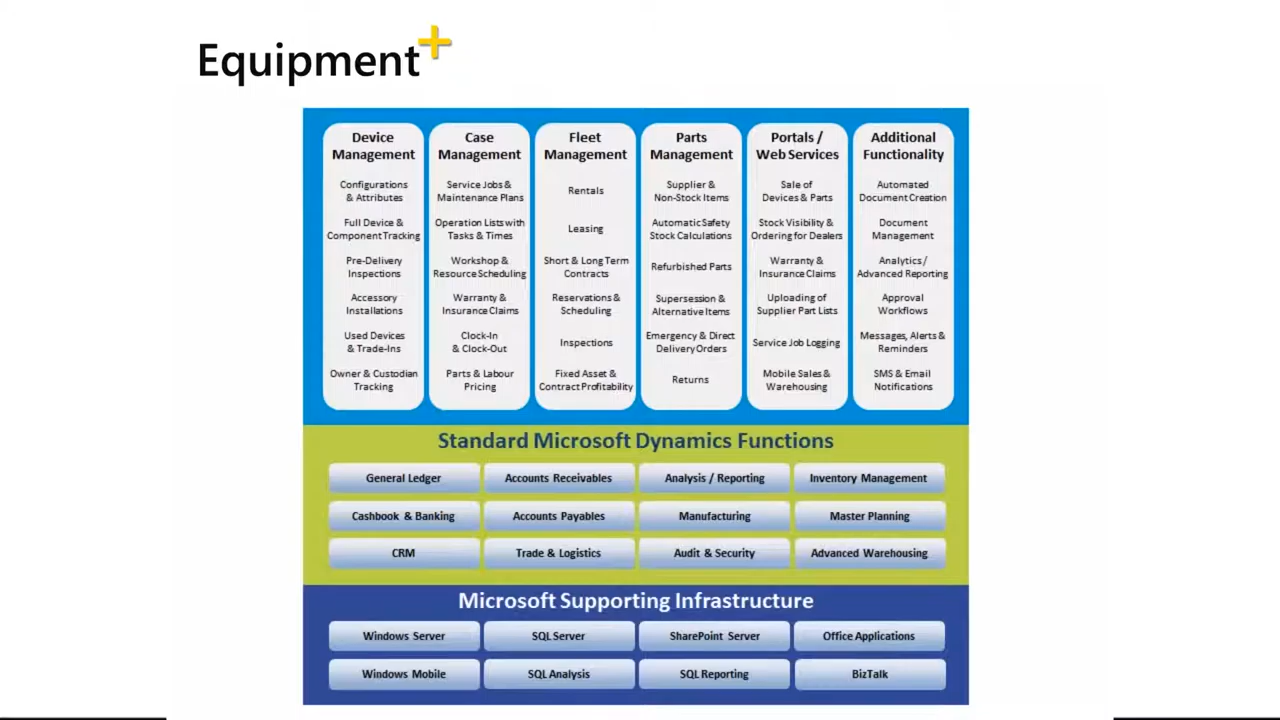 Equipment+
Device
Management
Configurations
& Attributes
Full Device &
Component Tracking
Pre-Delivery
Inspections
Accessory
Installations
Used Devices
& Trade-Ins
Owner & Custodian
Tracking
Case
Management
Service Jobs &
Maintenance Plans
Operation Lists with
Tasks & Times
Workshop &
Resource Scheduling
Warranty &
Insurance Claims
Clock-In
& Clock-Out
Parts & Labour
Pricing
Fleet
Management
Rentals
Leasing
Short & Long Term
Contracts
Reservations &
Scheduling
Inspections
Fixed Asset &
Contract Profitability
Parts
Management
Supplier &
Non-Stock Items
Automatic Safety
Stock Calculations
Refurbished Parts
Supersession &
Alternative Items
Emergency & Direct
Delivery Orders
Returns
Portals /
Web Services
Sale of
Devices & Parts
Stock Visibility &
Ordering for Dealers
Warranty &
Insurance Claims
Uploading of
Supplier Part Lists
Service Job Logging
Mobile Sales &
Warehousing
Additional
Functionality
Automated
Document Creation
Document
Management
Analytics /
Advanced Reporting
Approval
Workflows
Messages, Alerts &
Reminders
SMS & Email
Notifications
Standard Microsoft Dynamics Functions
General Ledger
Accounts Receivables
Analysis / Reporting
Inventory Management
Cashbook & Banking
Accounts Payables
Manufacturing
Master Planning
CRM
Trade & Logistics
Audit & Security
Advanced Warehousing
Microsoft Supporting Infrastructure
Windows Server
SQL Server
SharePoint Server
Office Applications
Windows Mobile
SQL Analysis
SQL Reporting
BizTalk